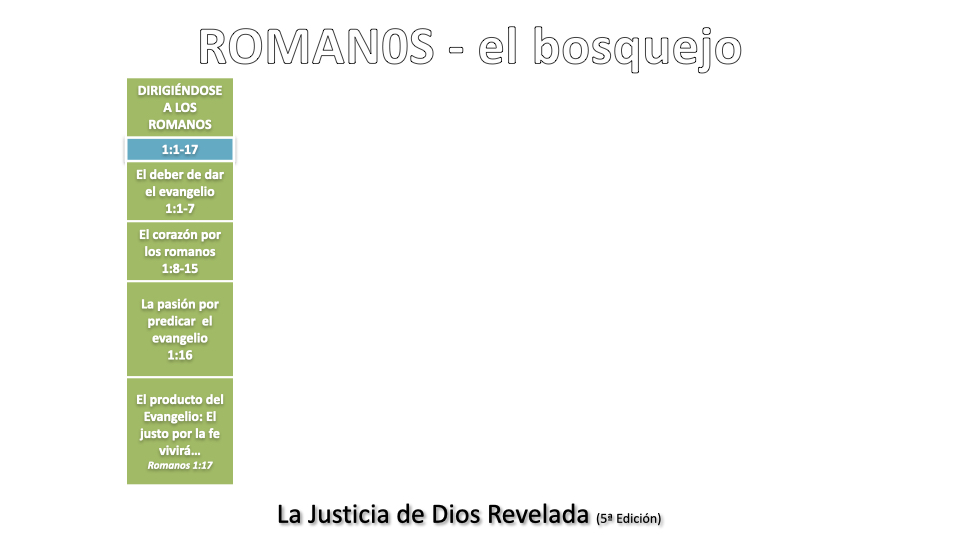 ROMAN0S - el bosquejo
DIRIGIÉNDOSE
A LOS
ROMANOS
1:1-17
El deber de dar
el evangelio
1:1-7
El corazón por
los romanos
1:8-15
La pasión por
predicar  el
evangelio
1:16
El producto del
Evangelio: El
justo por la fe
vivirá…
Romanos 1:17
La Justicia de Dios Revelada (5ª Edición)